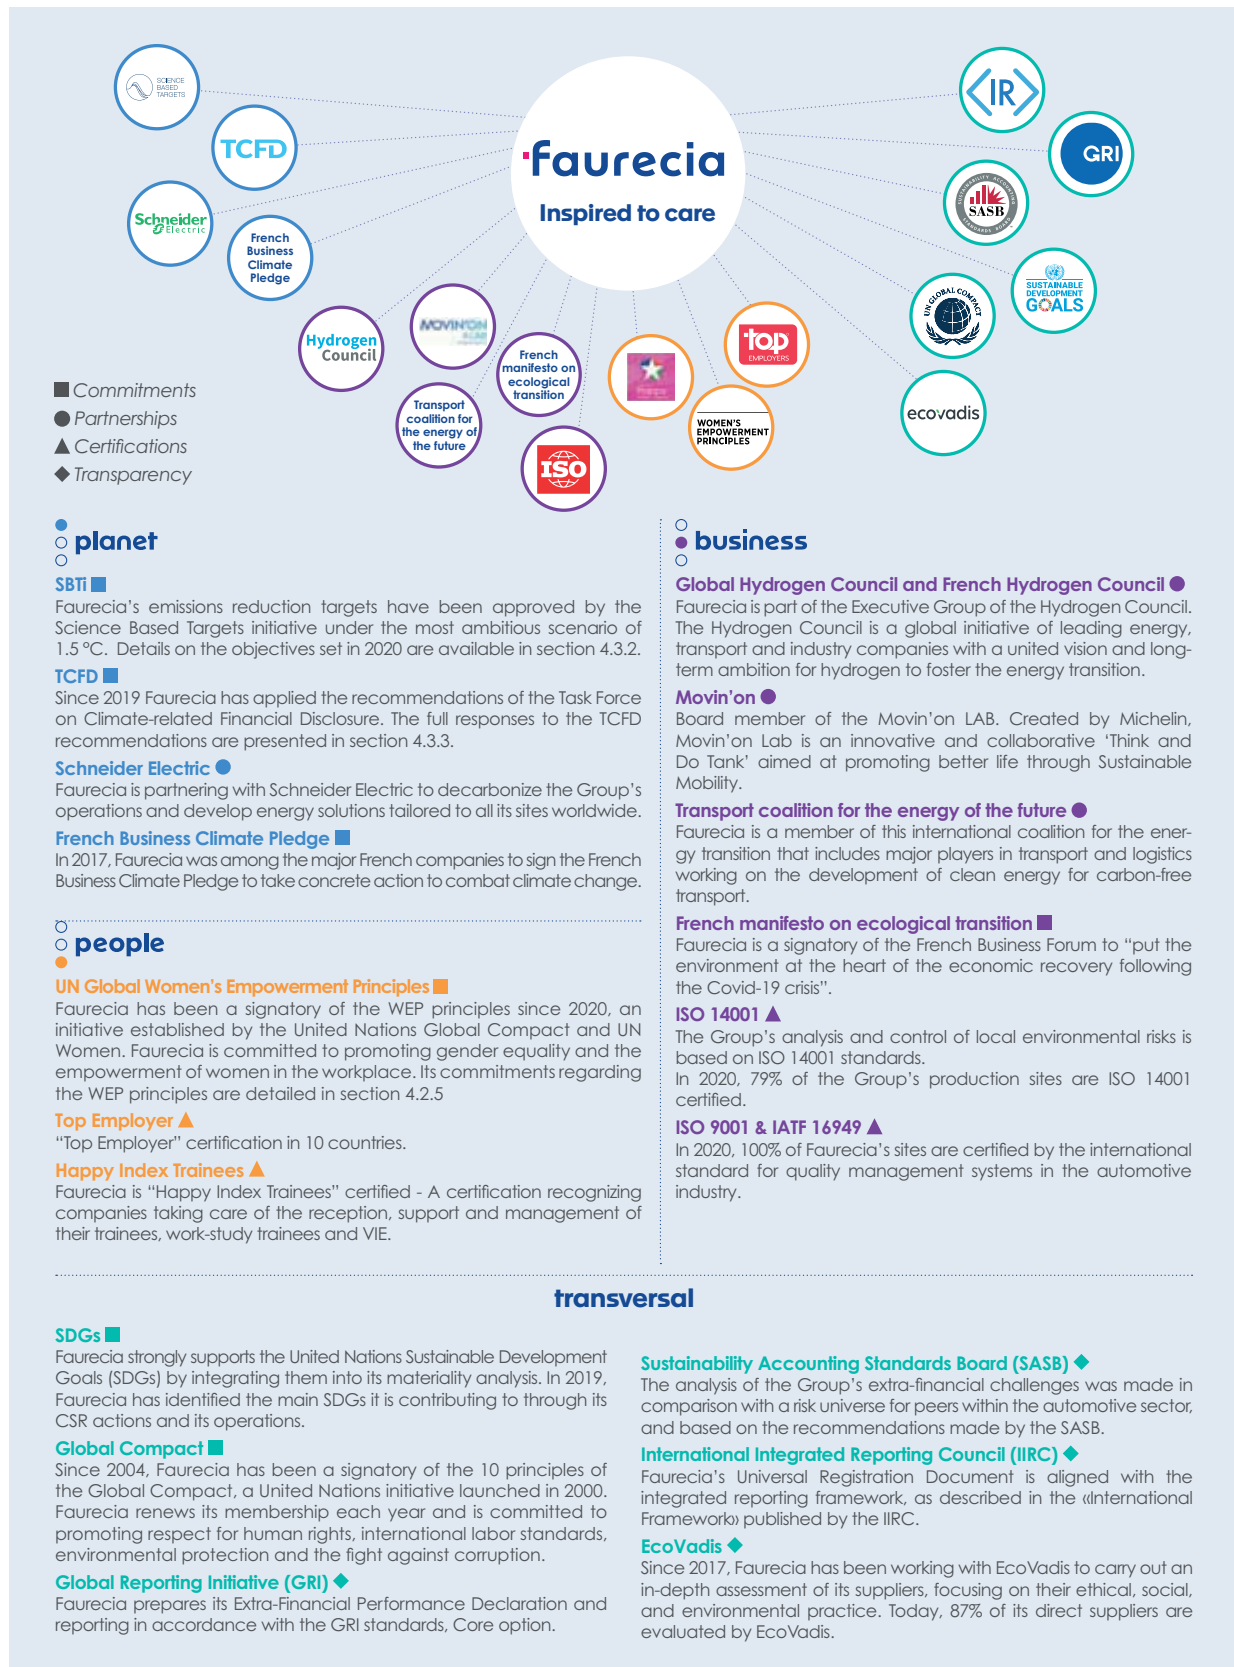 SCIENCE
BASED
TARGETS
TCFD
Schneider
Electric
French
Business
Climate
Pledge
Hydrogen
Council
MOVIN'ON
Transport
coalition for
the energy of
the future
French
manifesto on
ecological
transition
ISO
faurecia
Inspired to care
top
EMPLOYERS
WOMEN'S
EMPOWERMENT
PRINCIPLES
IR
GRI
SUSTAINABILITY ACCOUNTING
SASB
STANDARDS BOARD
SUSTAINABLE
DEVELOPMENT
GOALS
UN GLOBAL COMPACT
ecovadis
Commitments
Partnerships
Certifications
Transparency
planet
SBTi
Faurecia's emissions reduction targets have been approved by the
Science Based Targets initiative under the most ambitious scenario of
1.5 ºC. Details on the objectives set in 2020 are available in section 4.3.2.
TCFD
Since 2019 Faurecia has applied the recommendations of the Task Force
on Climate-related Financial Disclosure. The full responses to the TCFD
recommendations are presented in section 4.3.3.
Schneider Electric
Faurecia is partnering with Schneider Electric to decarbonize the Group's
operations and develop energy solutions tailored to all its sites worldwide.
French Business Climate Pledge
In 2017, Faurecia was among the major French companies to sign the French
Business Climate Pledge to take concrete action to combat climate change.
people
UN Global Women's Empowerment Principles
Faurecia has been a signatory of the WEP principles since 2020, an
initiative established by the United Nations Global Compact and UN
Women. Faurecia is committed to promoting gender equality and the
empowerment of women in the workplace. Its commitments regarding
the WEP principles are detailed in section 4.2.5
Top Employer
“Top Employer” certification in 10 countries.
Happy Index Trainees
Faurecia is “Happy Index Trainees” certified - A certification recognizing
companies taking care of the reception, support and management of
their trainees, work-study trainees and VIE.
business
Global Hydrogen Council and French Hydrogen Council
Faurecia is part of the Executive Group of the Hydrogen Council.
The Hydrogen Council is a global initiative of leading energy,
transport and industry companies with a united vision and long-
term ambition for hydrogen to foster the energy transition.
Movin'on
Board member of the Movin'on LAB. Created by Michelin,
Movin'on Lab is an innovative and collaborative ‘Think and
Do Tank’ aimed at promoting better life through Sustainable
Mobility.
Transport coalition for the energy of the future
Faurecia is a member of this international coalition for the ener-
gy transition that includes major players in transport and logistics
working on the development of clean energy for carbon-free
transport.
French manifesto on ecological transition
Faurecia is a signatory of the French Business Forum to “put the
environment at the heart of the economic recovery following
the Covid-19 crisis”.
ISO 14001
The Group's analysis and control of local environmental risks is
based on ISO 14001 standards.
In 2020, 79% of the Group's production sites are ISO 14001
certified.
ISO 9001 & IATF 16949
In 2020, 100% of Faurecia's sites are certified by the international
standard for quality management systems in the automotive
industry.
transversal
SDGs
Faurecia strongly supports the United Nations Sustainable Development
Goals (SDGs) by integrating them into its materiality analysis. In 2019,
Faurecia has identified the main SDGs it is contributing to through its
CSR actions and its operations.
Global Compact
Since 2004, Faurecia has been a signatory of the 10 principles of
the Global Compact, a United Nations initiative launched in 2000.
Faurecia renews its membership each year and is committed to
promoting respect for human rights, international labor standards,
environmental protection and the fight against corruption.
Global Reporting Initiative (GRI)
Faurecia prepares its Extra-Financial Performance Declaration and
reporting in accordance with the GRI standards, Core option.
Sustainability Accounting Standards Board (SASB)
The analysis of the Group's extra-financial challenges was made in
comparison with a risk universe for peers within the automotive sector,
and based on the recommendations made by the SASB.
International Integrated Reporting Council (IIRC)
Faurecia's Universal Registration Document is aligned with the
integrated reporting framework, as described in the «International
Framework» published by the IIRC.
EcoVadis
Since 2017, Faurecia has been working with EcoVadis to carry out an
in-depth assessment of its suppliers, focusing on their ethical, social,
and environmental practice. Today, 87% of its direct suppliers are
evaluated by EcoVadis.